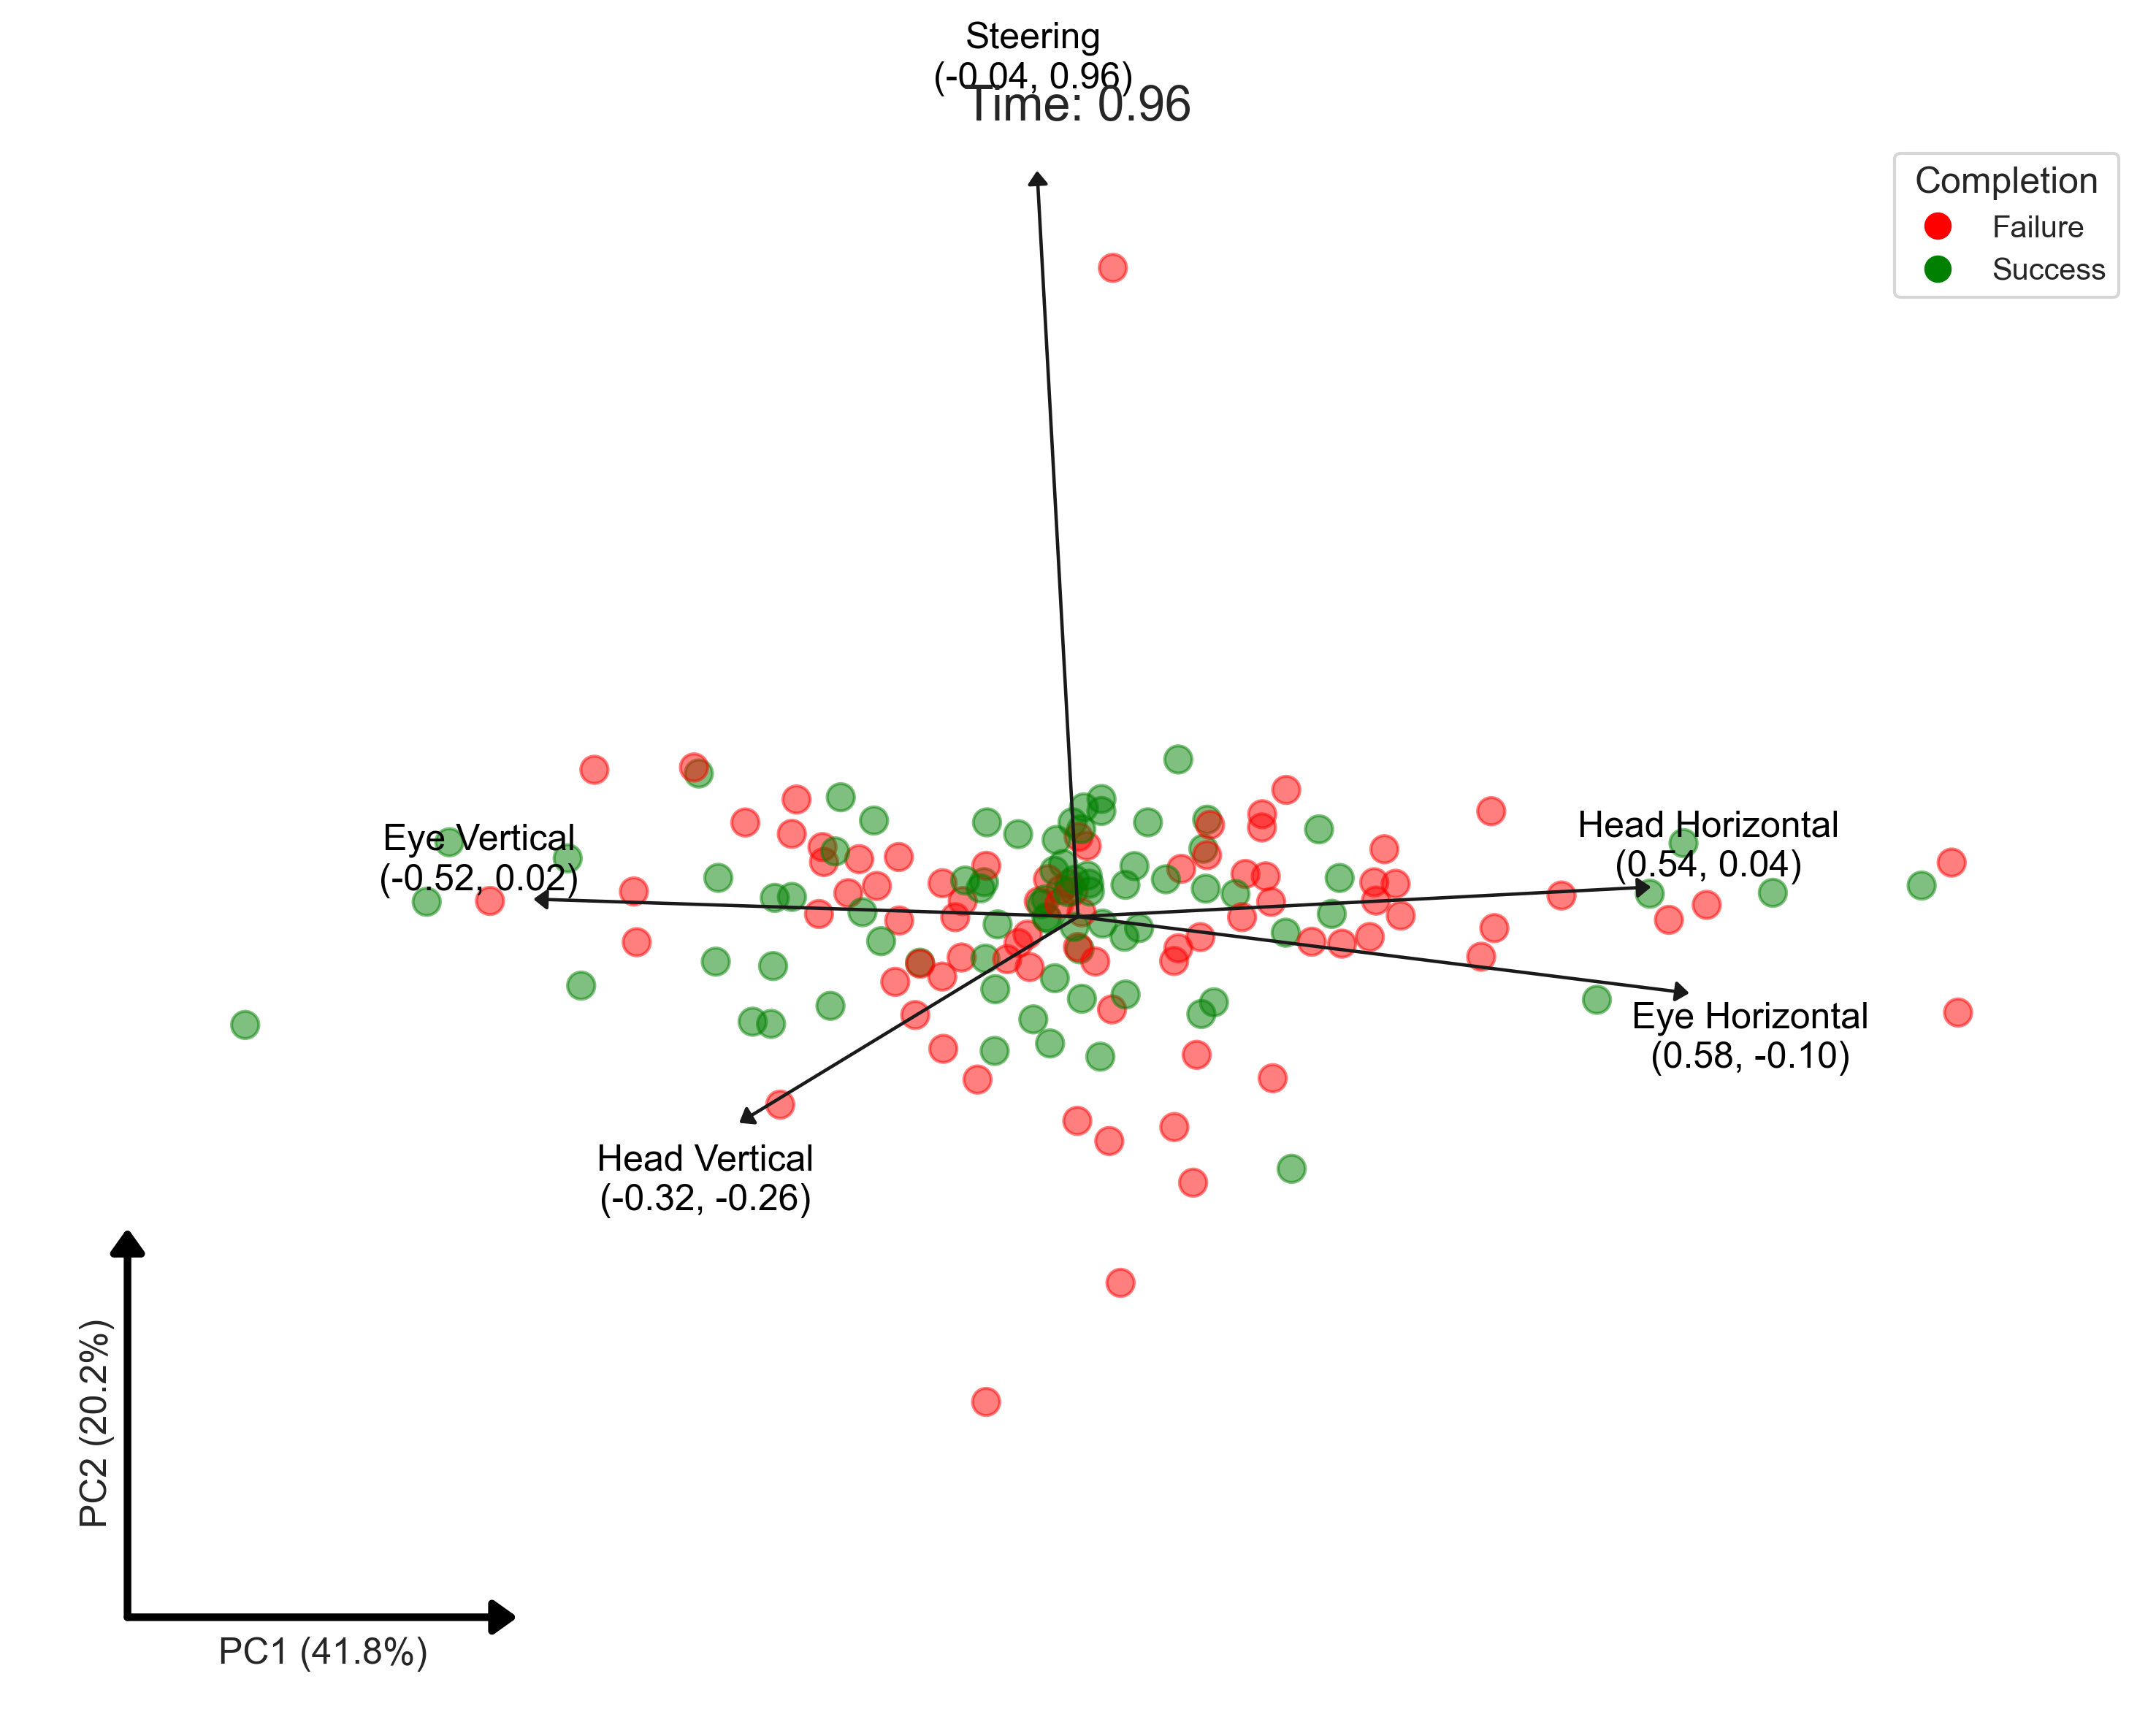 Steering
(-0.04, 0.96)
Time: 0.96
Completion
Failure
Success
Eye Vertical
(-0.52, 0.02)
Head Horizontal
(0.54, 0.04)
Eye Horizontal
(0.58, -0.10)
Head Vertical
(-0.32, -0.26)
PC2 (20.2%)
PC1 (41.8%)